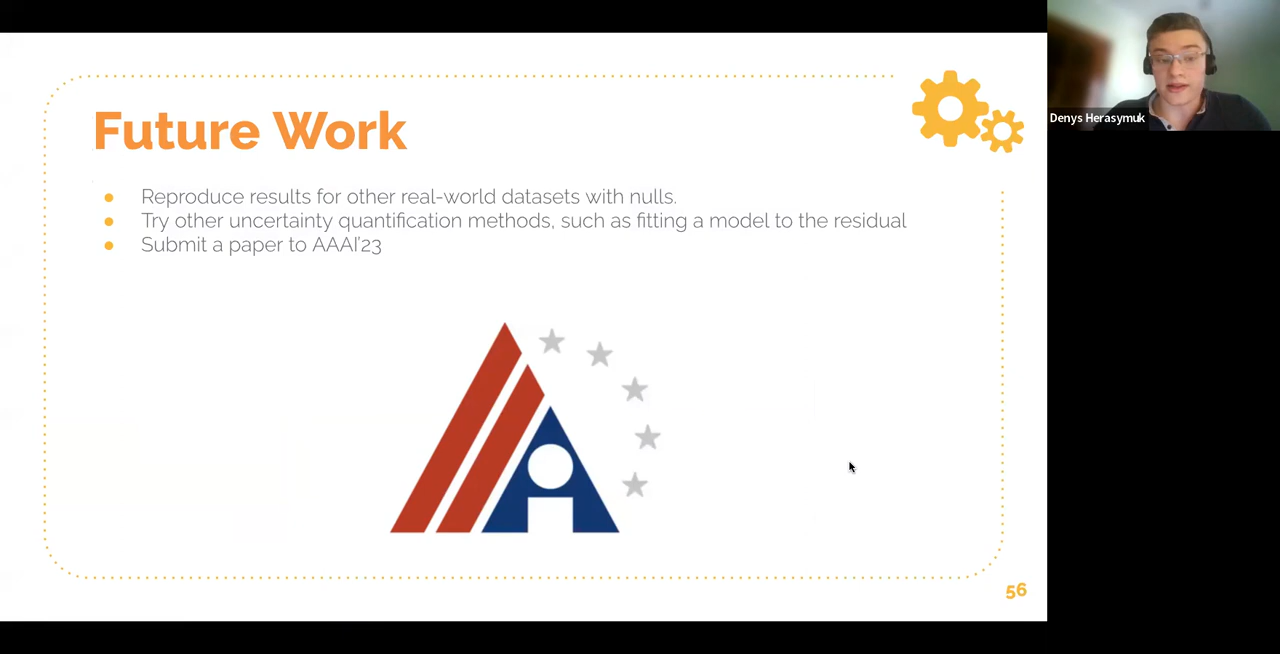 Future Work
Reproduce results for other real-world datasets with nulls.
Try other uncertainty quantification methods, such as fitting a model to the residual
Submit a paper to AAAI'23
56
Denys Herasymuk